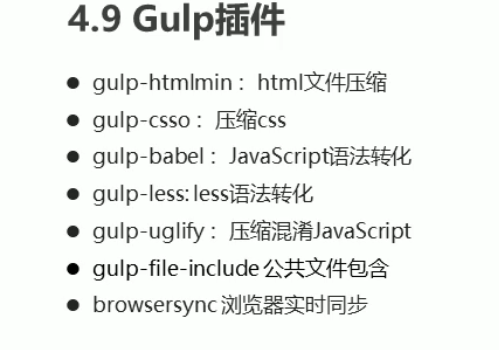 4.9 Gulp插件
● gulp-htmlmin： html文件压缩
● gulp-csso： 压缩css
● gulp-babel： JavaScript语法转化
● gulp-less: less语法转化
● gulp-uglify： 压缩混淆JavaScript
● gulp-file-include 公共文件包含
● browsersync 浏览器实时同步